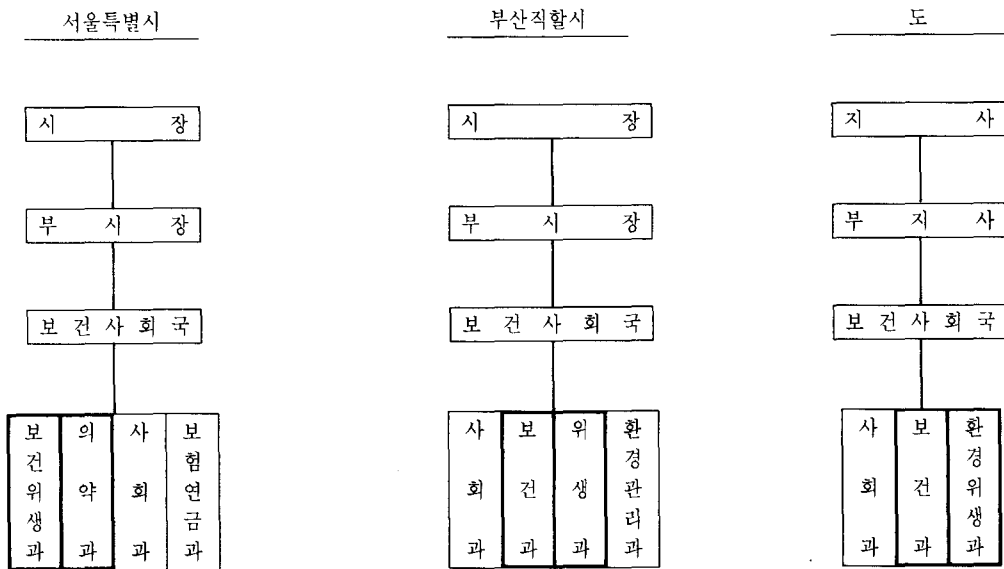 서울특별시
시장
부시장
보건사회국
보건위생과
의약과
사회과
보험연금과
부산직할시
시장
부시장
보건사회국
사회과
보건과
위생과
환경관리과
도
지사
부지사
보건사회국
사회과
보건과
환경위생과